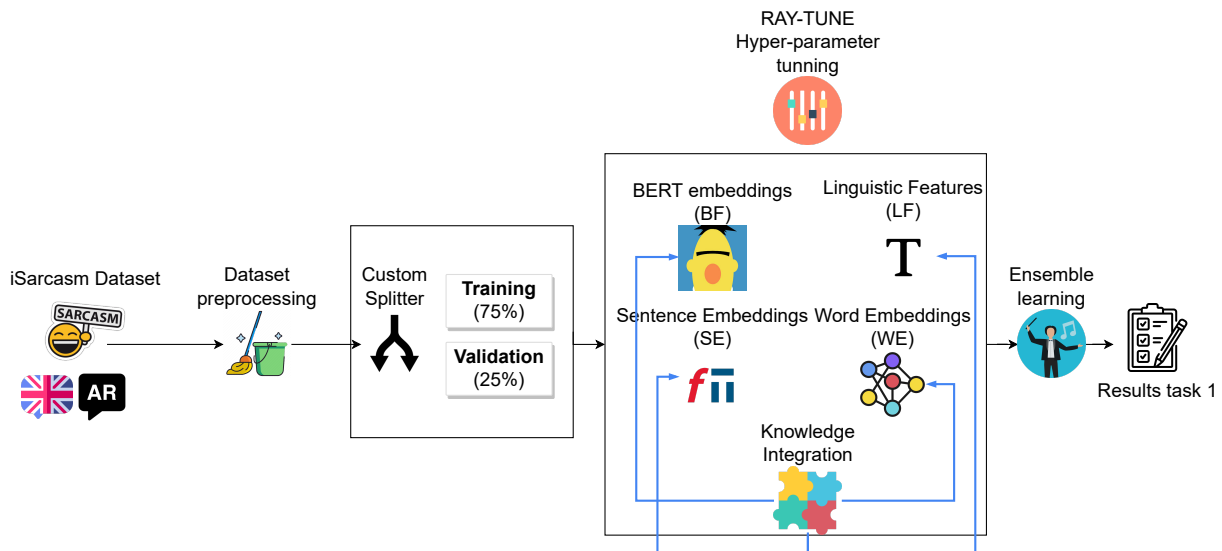 RAY-TUNE
Hyper-parameter
tunning
iSarcasm Dataset
SARCASM
AR
Dataset
preprocessing
Custom
Splitter
Training
(75%)
Validation
(25%)
BERT embeddings
(BF)
Linguistic Features
(LF)
T
Sentence Embeddings
(SE)
Word Embeddings
(WE)
Knowledge
Integration
Ensemble
learning
Results task 1